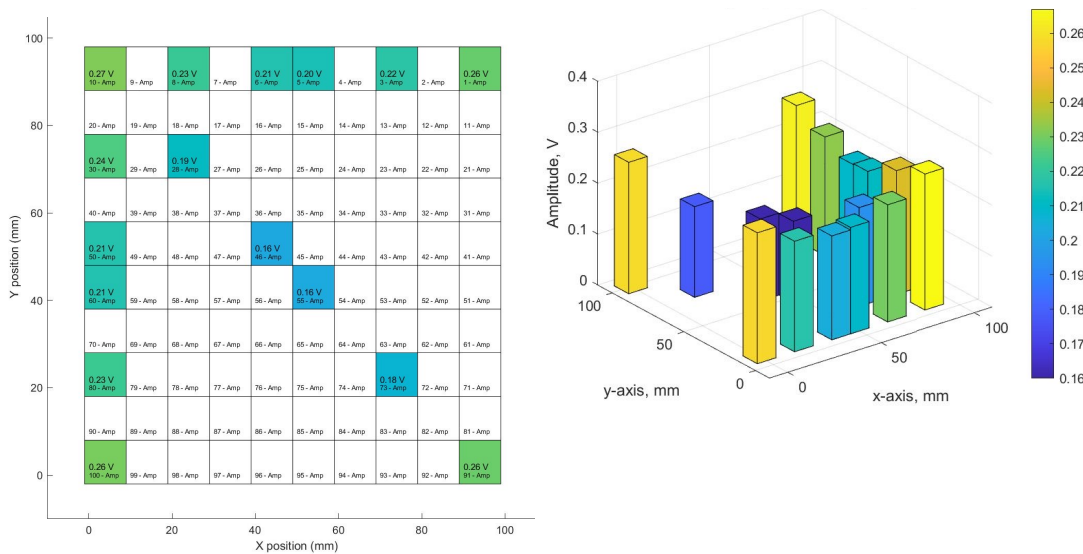 100
80
60
40
20
0
Y position (mm)
0.27 V
0.23 V
0.21 V
0.20 V
0.22 V
0.26 V
10 - Amp 9 - Amp 8 - Amp 7 - Amp 6 - Amp 5 - Amp 4 - Amp 3 - Amp 2 - Amp 1 - Amp
20 - Amp 19 - Amp 18 - Amp 17 - Amp 16 - Amp 15 - Amp 14 - Amp 13 - Amp 12 - Amp 11 - Amp
0.24 V
0.19 V
30 - Amp 29 - Amp 28 - Amp 27 - Amp 26 - Amp 25 - Amp 24 - Amp 23 - Amp 22 - Amp 21 - Amp
40 - Amp 39 - Amp 38 - Amp 37 - Amp 36 - Amp 35 - Amp 34 - Amp 33 - Amp 32 - Amp 31 - Amp
0.21 V
0.16 V
50 - Amp 49 - Amp 48 - Amp 47 - Amp 46 - Amp 45 - Amp 44 - Amp 43 - Amp 42 - Amp 41 - Amp
0.21 V
0.16 V
60 - Amp 59 - Amp 58 - Amp 57 - Amp 56 - Amp 55 - Amp 54 - Amp 53 - Amp 52 - Amp 51 - Amp
70 - Amp 69 - Amp 68 - Amp 67 - Amp 66 - Amp 65 - Amp 64 - Amp 63 - Amp 62 - Amp 61 - Amp
0.23 V
0.18 V
80 - Amp 79 - Amp 78 - Amp 77 - Amp 76 - Amp 75 - Amp 74 - Amp 73 - Amp 72 - Amp 71 - Amp
90 - Amp 89 - Amp 88 - Amp 87 - Amp 86 - Amp 85 - Amp 84 - Amp 83 - Amp 82 - Amp 81 - Amp
0.26 V
0.26 V
100 - Amp 99 - Amp 98 - Amp 97 - Amp 96 - Amp 95 - Amp 94 - Amp 93 - Amp 92 - Amp 91 - Amp
0 20 40 60 80 100
X position (mm)
0.4
0.3
0.2
0.1
0
Amplitude, V
100
50
0
y-axis, mm
0
50
100
x-axis, mm
0.26
0.25
0.24
0.23
0.22
0.21
0.2
0.19
0.18
0.17
0.16